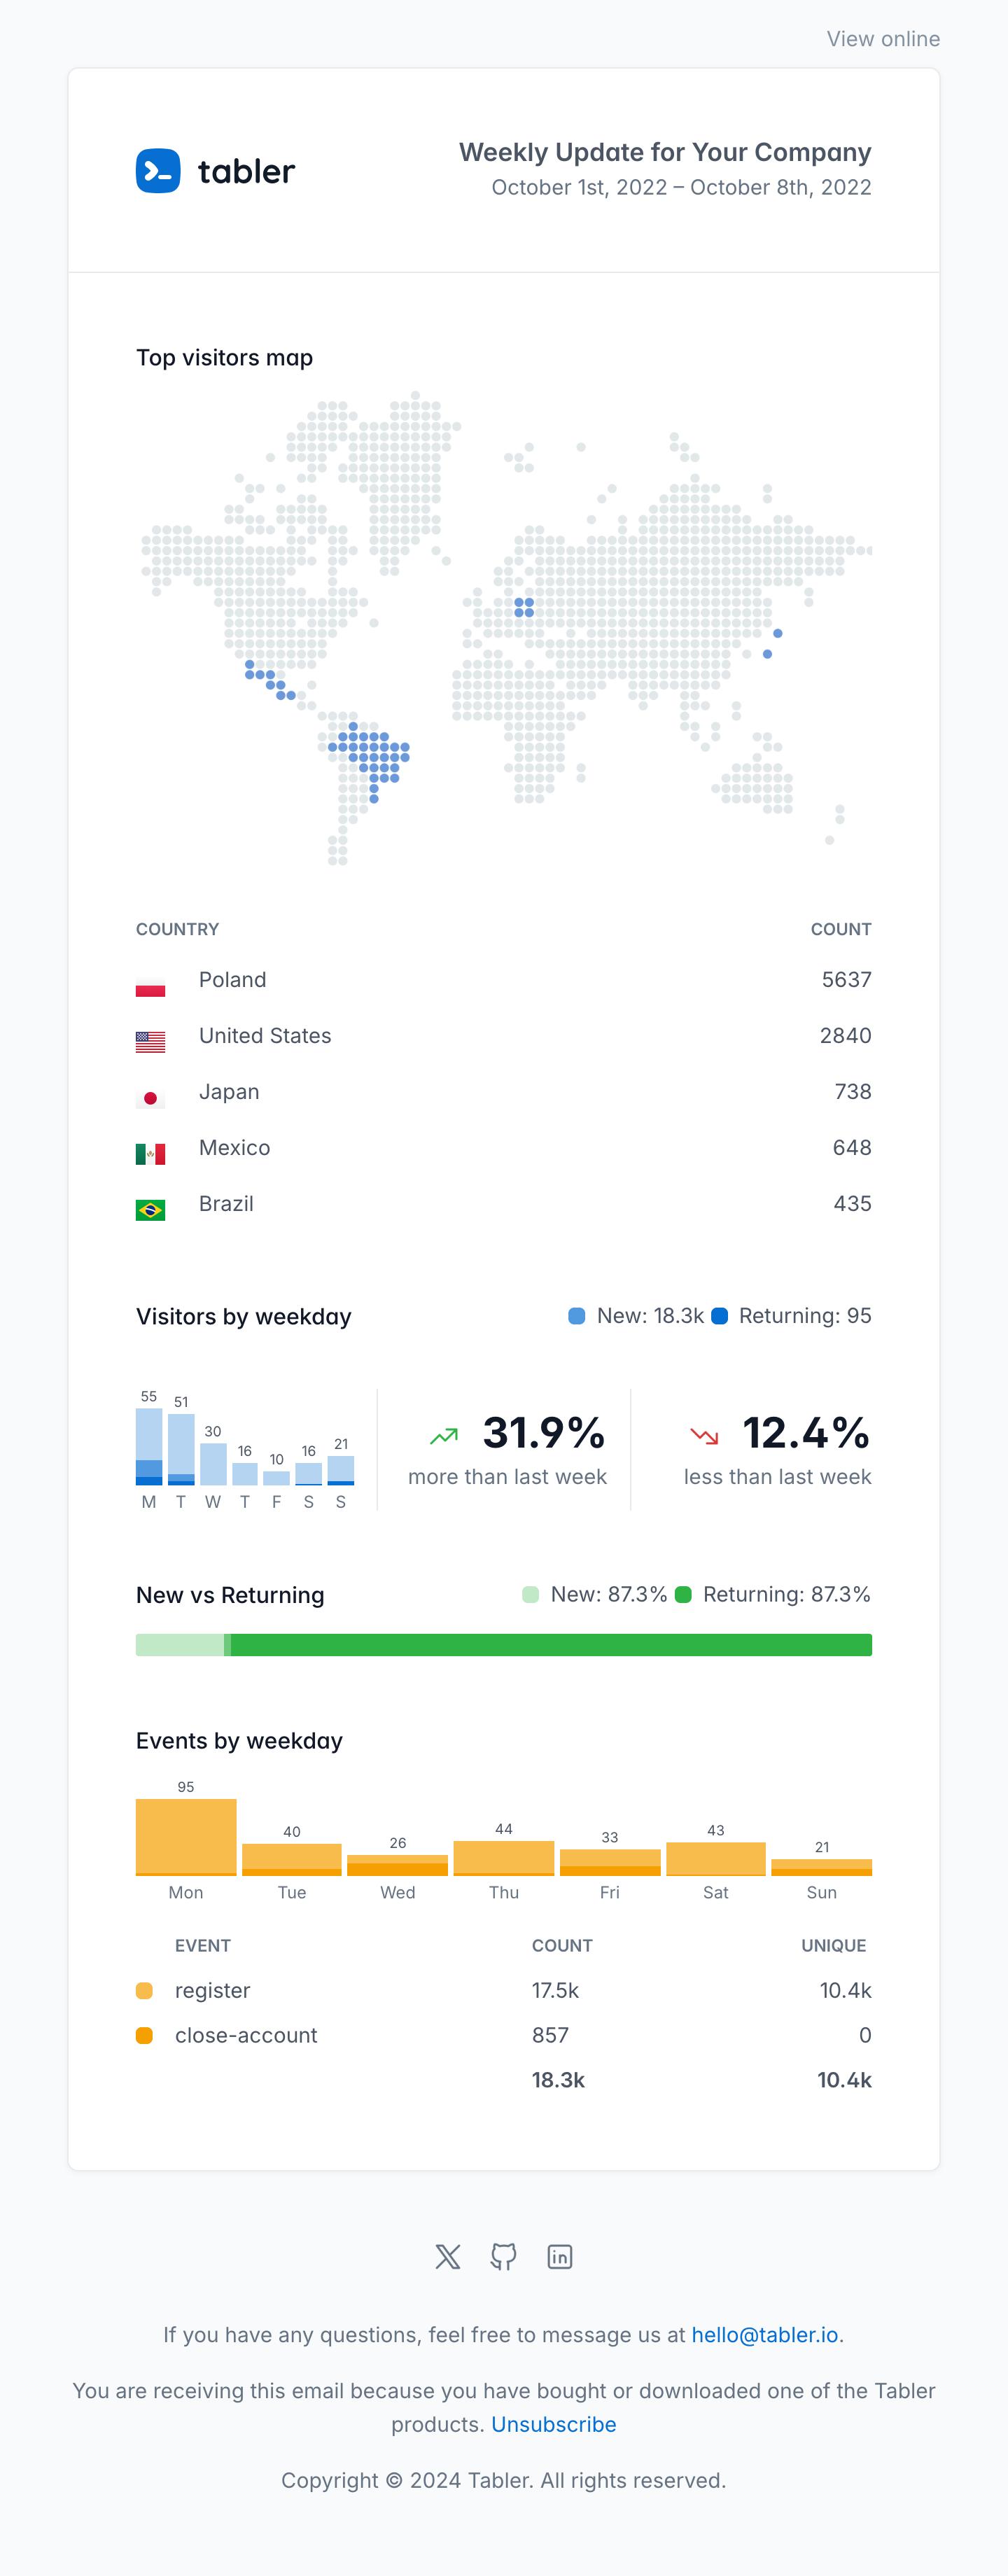 View online
tabler
Weekly Update for Your Company
October 1st, 2022 – October 8th, 2022
Top visitors map
COUNTRY COUNT
Poland 5637
United States 2840
Japan 738
Mexico 648
Brazil 435
Visitors by weekday New: 18.3k Returning: 95
55 51 30 16 10 16 21
M T W T F S S
31.9%
more than last week
12.4%
less than last week
New vs Returning New: 87.3% Returning: 87.3%
Events by weekday
95 40 26 44 33 43 21
Mon Tue Wed Thu Fri Sat Sun
EVENT COUNT UNIQUE
register 17.5k 10.4k
close-account 857 0
18.3k 10.4k
If you have any questions, feel free to message us at hello@tabler.io.
You are receiving this email because you have bought or downloaded one of the Tabler
products. Unsubscribe
Copyright © 2024 Tabler. All rights reserved.